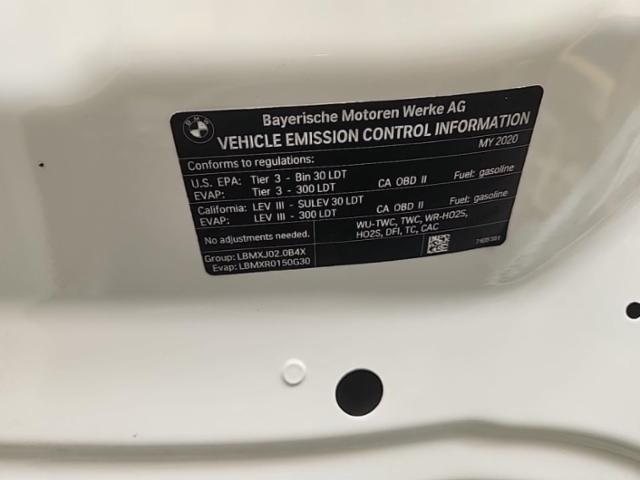 BMW
Bayerische Motoren Werke AG
VEHICLE EMISSION CONTROL INFORMATION
MY 2020
Conforms to regulations:
U.S. EPA: Tier 3 - Bin 30 LDT CA OBD II Fuel: gasoline
EVAP: Tier 3 - 300 LDT
California: LEV III - SULEV 30 LDT CA OBD II Fuel: gasoline
EVAP: LEV III - 300 LDT
No adjustments needed. WU-TWC, TWC, WR-HO2S,
HO2S, DFI, TC, CAC
Group: LBMXJ02.0B4X
Evap: LBMXR0150G30